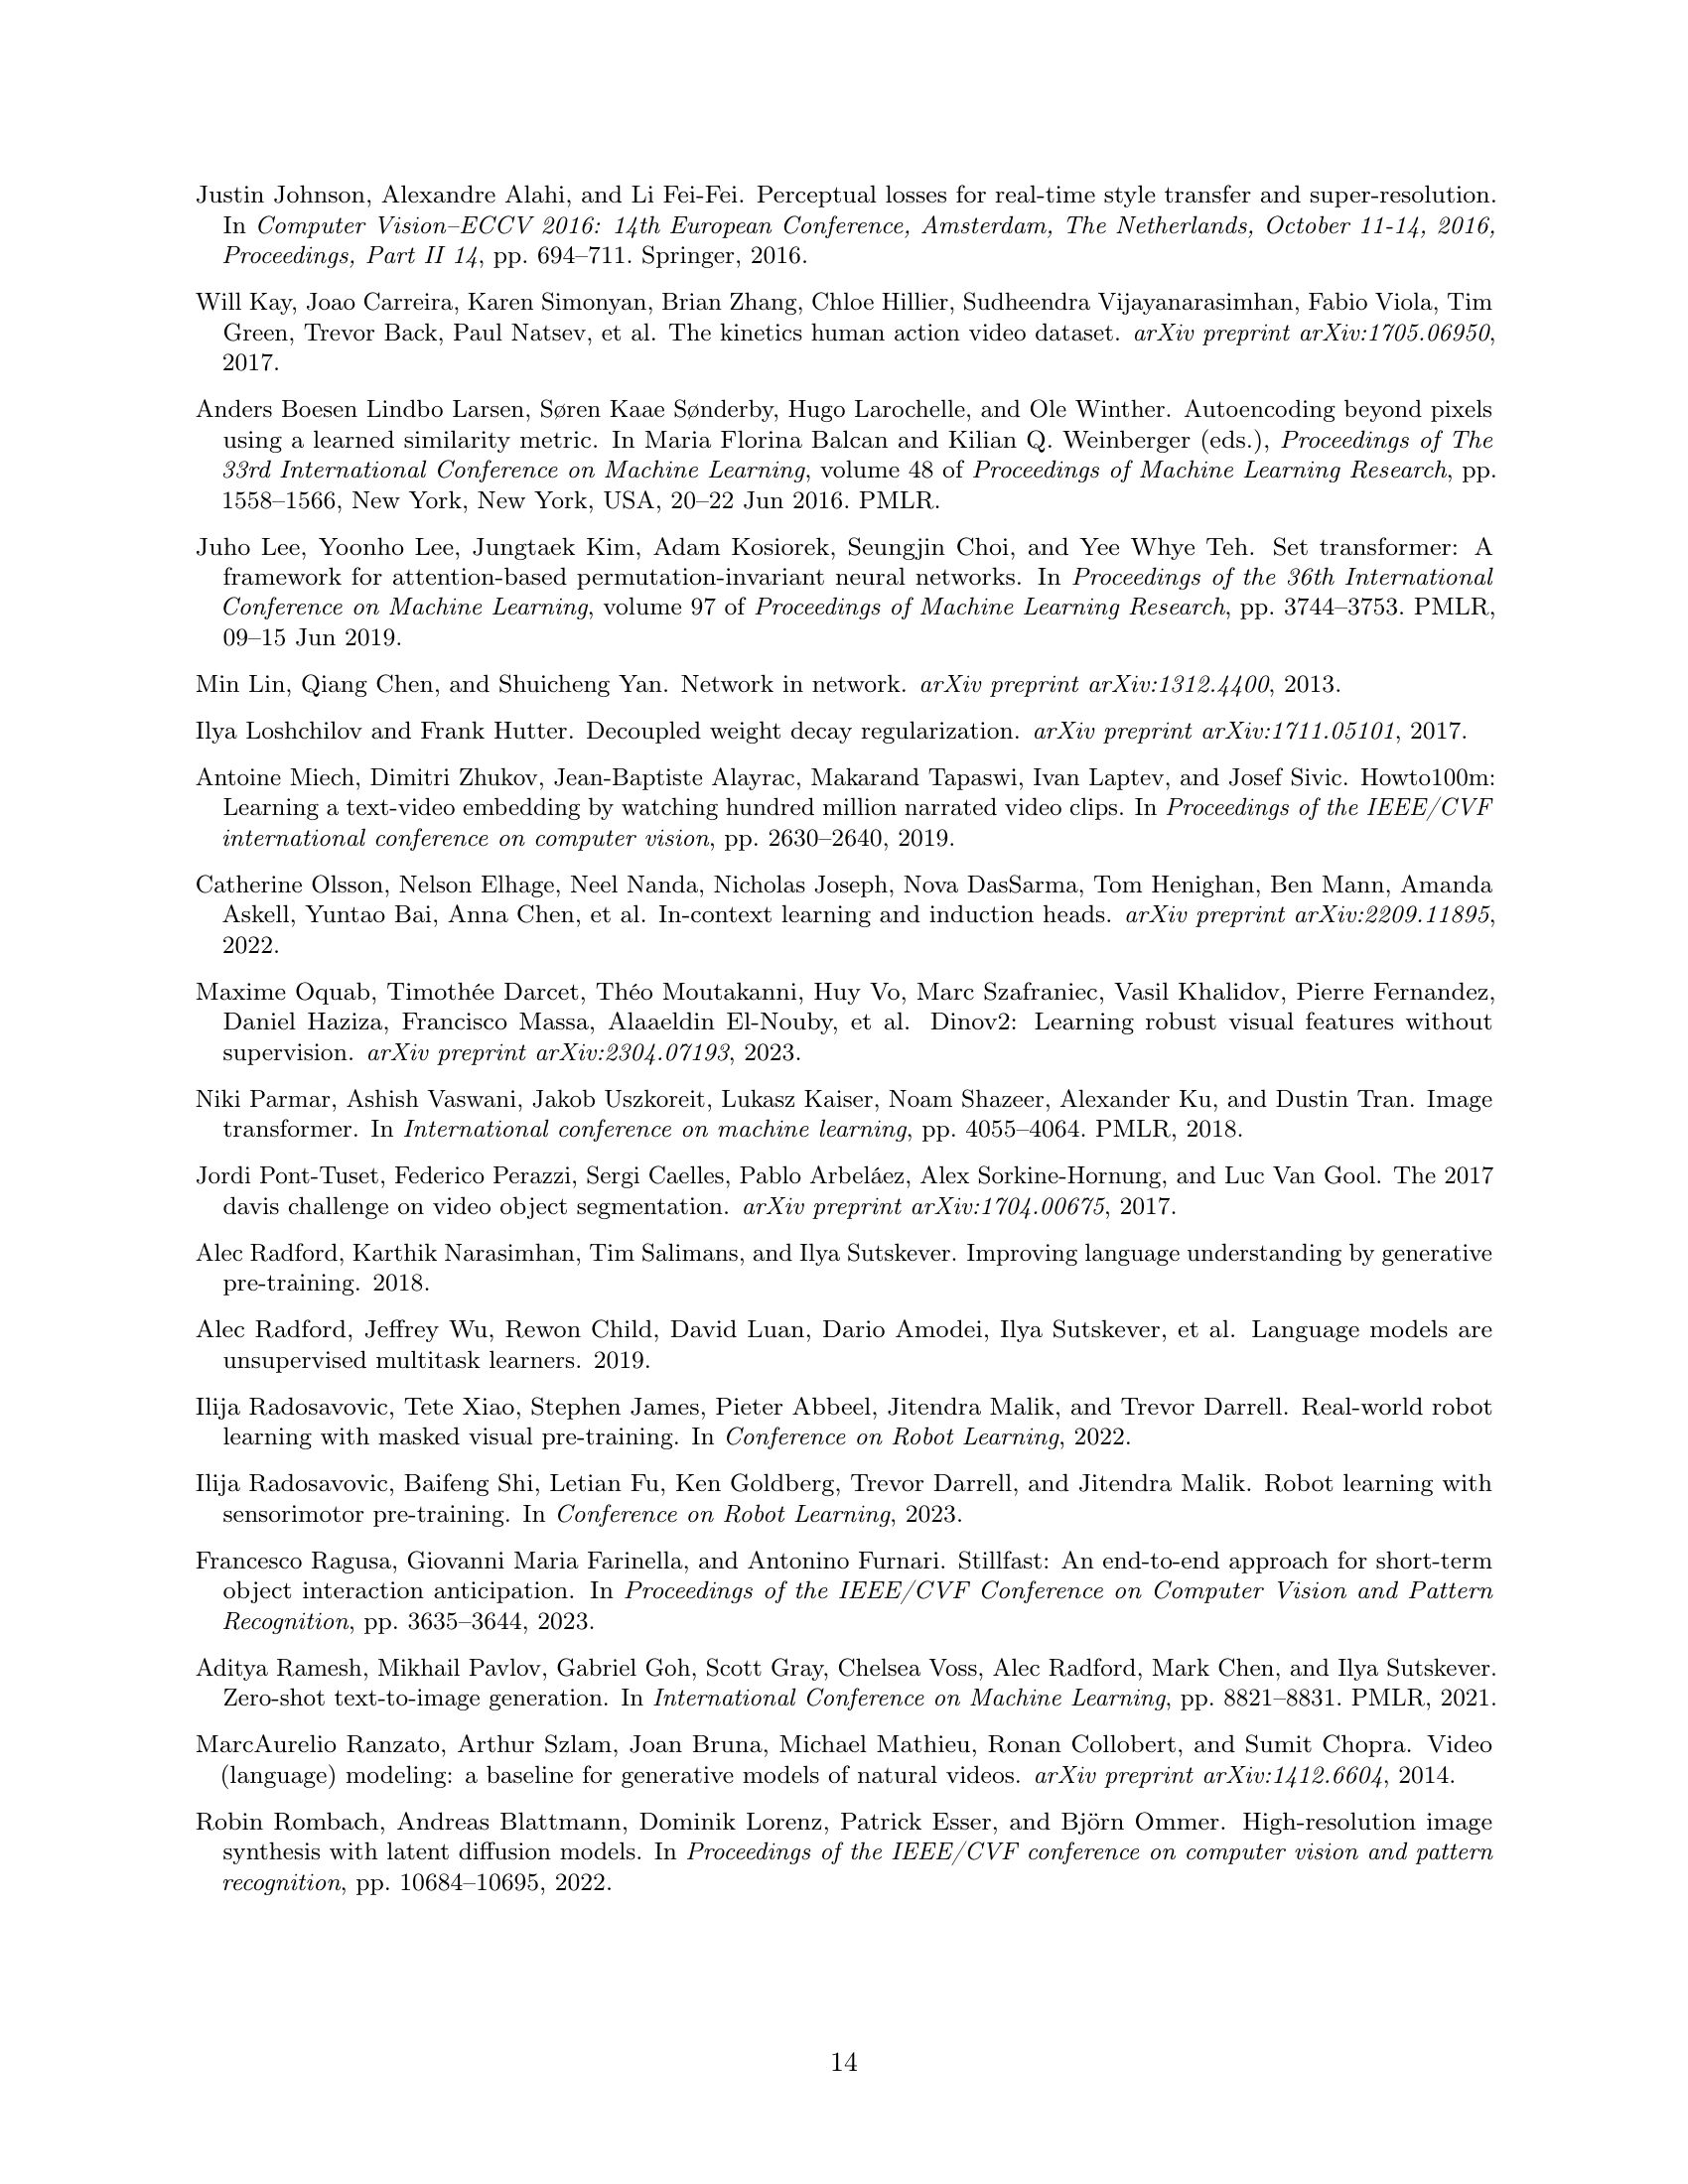 Justin Johnson, Alexandre Alahi, and Li Fei-Fei. Perceptual losses for real-time style transfer and super-resolution.
In Computer Vision–ECCV 2016: 14th European Conference, Amsterdam, The Netherlands, October 11-14, 2016,
Proceedings, Part II 14, pp. 694–711. Springer, 2016.
Will Kay, Joao Carreira, Karen Simonyan, Brian Zhang, Chloe Hillier, Sudheendra Vijayanarasimhan, Fabio Viola, Tim
Green, Trevor Back, Paul Natsev, et al. The kinetics human action video dataset. arXiv preprint arXiv:1705.06950,
2017.
Anders Boesen Lindbo Larsen, Søren Kaae Sønderby, Hugo Larochelle, and Ole Winther. Autoencoding beyond pixels
using a learned similarity metric. In Maria Florina Balcan and Kilian Q. Weinberger (eds.), Proceedings of The
33rd International Conference on Machine Learning, volume 48 of Proceedings of Machine Learning Research, pp.
1558–1566, New York, New York, USA, 20–22 Jun 2016. PMLR.
Juho Lee, Yoonho Lee, Jungtaek Kim, Adam Kosiorek, Seungjin Choi, and Yee Whye Teh. Set transformer: A
framework for attention-based permutation-invariant neural networks. In Proceedings of the 36th International
Conference on Machine Learning, volume 97 of Proceedings of Machine Learning Research, pp. 3744–3753. PMLR,
09–15 Jun 2019.
Min Lin, Qiang Chen, and Shuicheng Yan. Network in network. arXiv preprint arXiv:1312.4400, 2013.
Ilya Loshchilov and Frank Hutter. Decoupled weight decay regularization. arXiv preprint arXiv:1711.05101, 2017.
Antoine Miech, Dimitri Zhukov, Jean-Baptiste Alayrac, Makarand Tapaswi, Ivan Laptev, and Josef Sivic. Howto100m:
Learning a text-video embedding by watching hundred million narrated video clips. In Proceedings of the IEEE/CVF
international conference on computer vision, pp. 2630–2640, 2019.
Catherine Olsson, Nelson Elhage, Neel Nanda, Nicholas Joseph, Nova DasSarma, Tom Henighan, Ben Mann, Amanda
Askell, Yuntao Bai, Anna Chen, et al. In-context learning and induction heads. arXiv preprint arXiv:2209.11895,
2022.
Maxime Oquab, Timothée Darcet, Théo Moutakanni, Huy Vo, Marc Szafraniec, Vasil Khalidov, Pierre Fernandez,
Daniel Haziza, Francisco Massa, Alaaeldin El-Nouby, et al. Dinov2: Learning robust visual features without
supervision. arXiv preprint arXiv:2304.07193, 2023.
Niki Parmar, Ashish Vaswani, Jakob Uszkoreit, Lukasz Kaiser, Noam Shazeer, Alexander Ku, and Dustin Tran. Image
transformer. In International conference on machine learning, pp. 4055–4064. PMLR, 2018.
Jordi Pont-Tuset, Federico Perazzi, Sergi Caelles, Pablo Arbeláez, Alex Sorkine-Hornung, and Luc Van Gool. The 2017
davis challenge on video object segmentation. arXiv preprint arXiv:1704.00675, 2017.
Alec Radford, Karthik Narasimhan, Tim Salimans, and Ilya Sutskever. Improving language understanding by generative
pre-training. 2018.
Alec Radford, Jeffrey Wu, Rewon Child, David Luan, Dario Amodei, Ilya Sutskever, et al. Language models are
unsupervised multitask learners. 2019.
Ilija Radosavovic, Tete Xiao, Stephen James, Pieter Abbeel, Jitendra Malik, and Trevor Darrell. Real-world robot
learning with masked visual pre-training. In Conference on Robot Learning, 2022.
Ilija Radosavovic, Baifeng Shi, Letian Fu, Ken Goldberg, Trevor Darrell, and Jitendra Malik. Robot learning with
sensorimotor pre-training. In Conference on Robot Learning, 2023.
Francesco Ragusa, Giovanni Maria Farinella, and Antonino Furnari. Stillfast: An end-to-end approach for short-term
object interaction anticipation. In Proceedings of the IEEE/CVF Conference on Computer Vision and Pattern
Recognition, pp. 3635–3644, 2023.
Aditya Ramesh, Mikhail Pavlov, Gabriel Goh, Scott Gray, Chelsea Voss, Alec Radford, Mark Chen, and Ilya Sutskever.
Zero-shot text-to-image generation. In International Conference on Machine Learning, pp. 8821–8831. PMLR, 2021.
MarcAurelio Ranzato, Arthur Szlam, Joan Bruna, Michael Mathieu, Ronan Collobert, and Sumit Chopra. Video
(language) modeling: a baseline for generative models of natural videos. arXiv preprint arXiv:1412.6604, 2014.
Robin Rombach, Andreas Blattmann, Dominik Lorenz, Patrick Esser, and Björn Ommer. High-resolution image
synthesis with latent diffusion models. In Proceedings of the IEEE/CVF conference on computer vision and pattern
recognition, pp. 10684–10695, 2022.
14